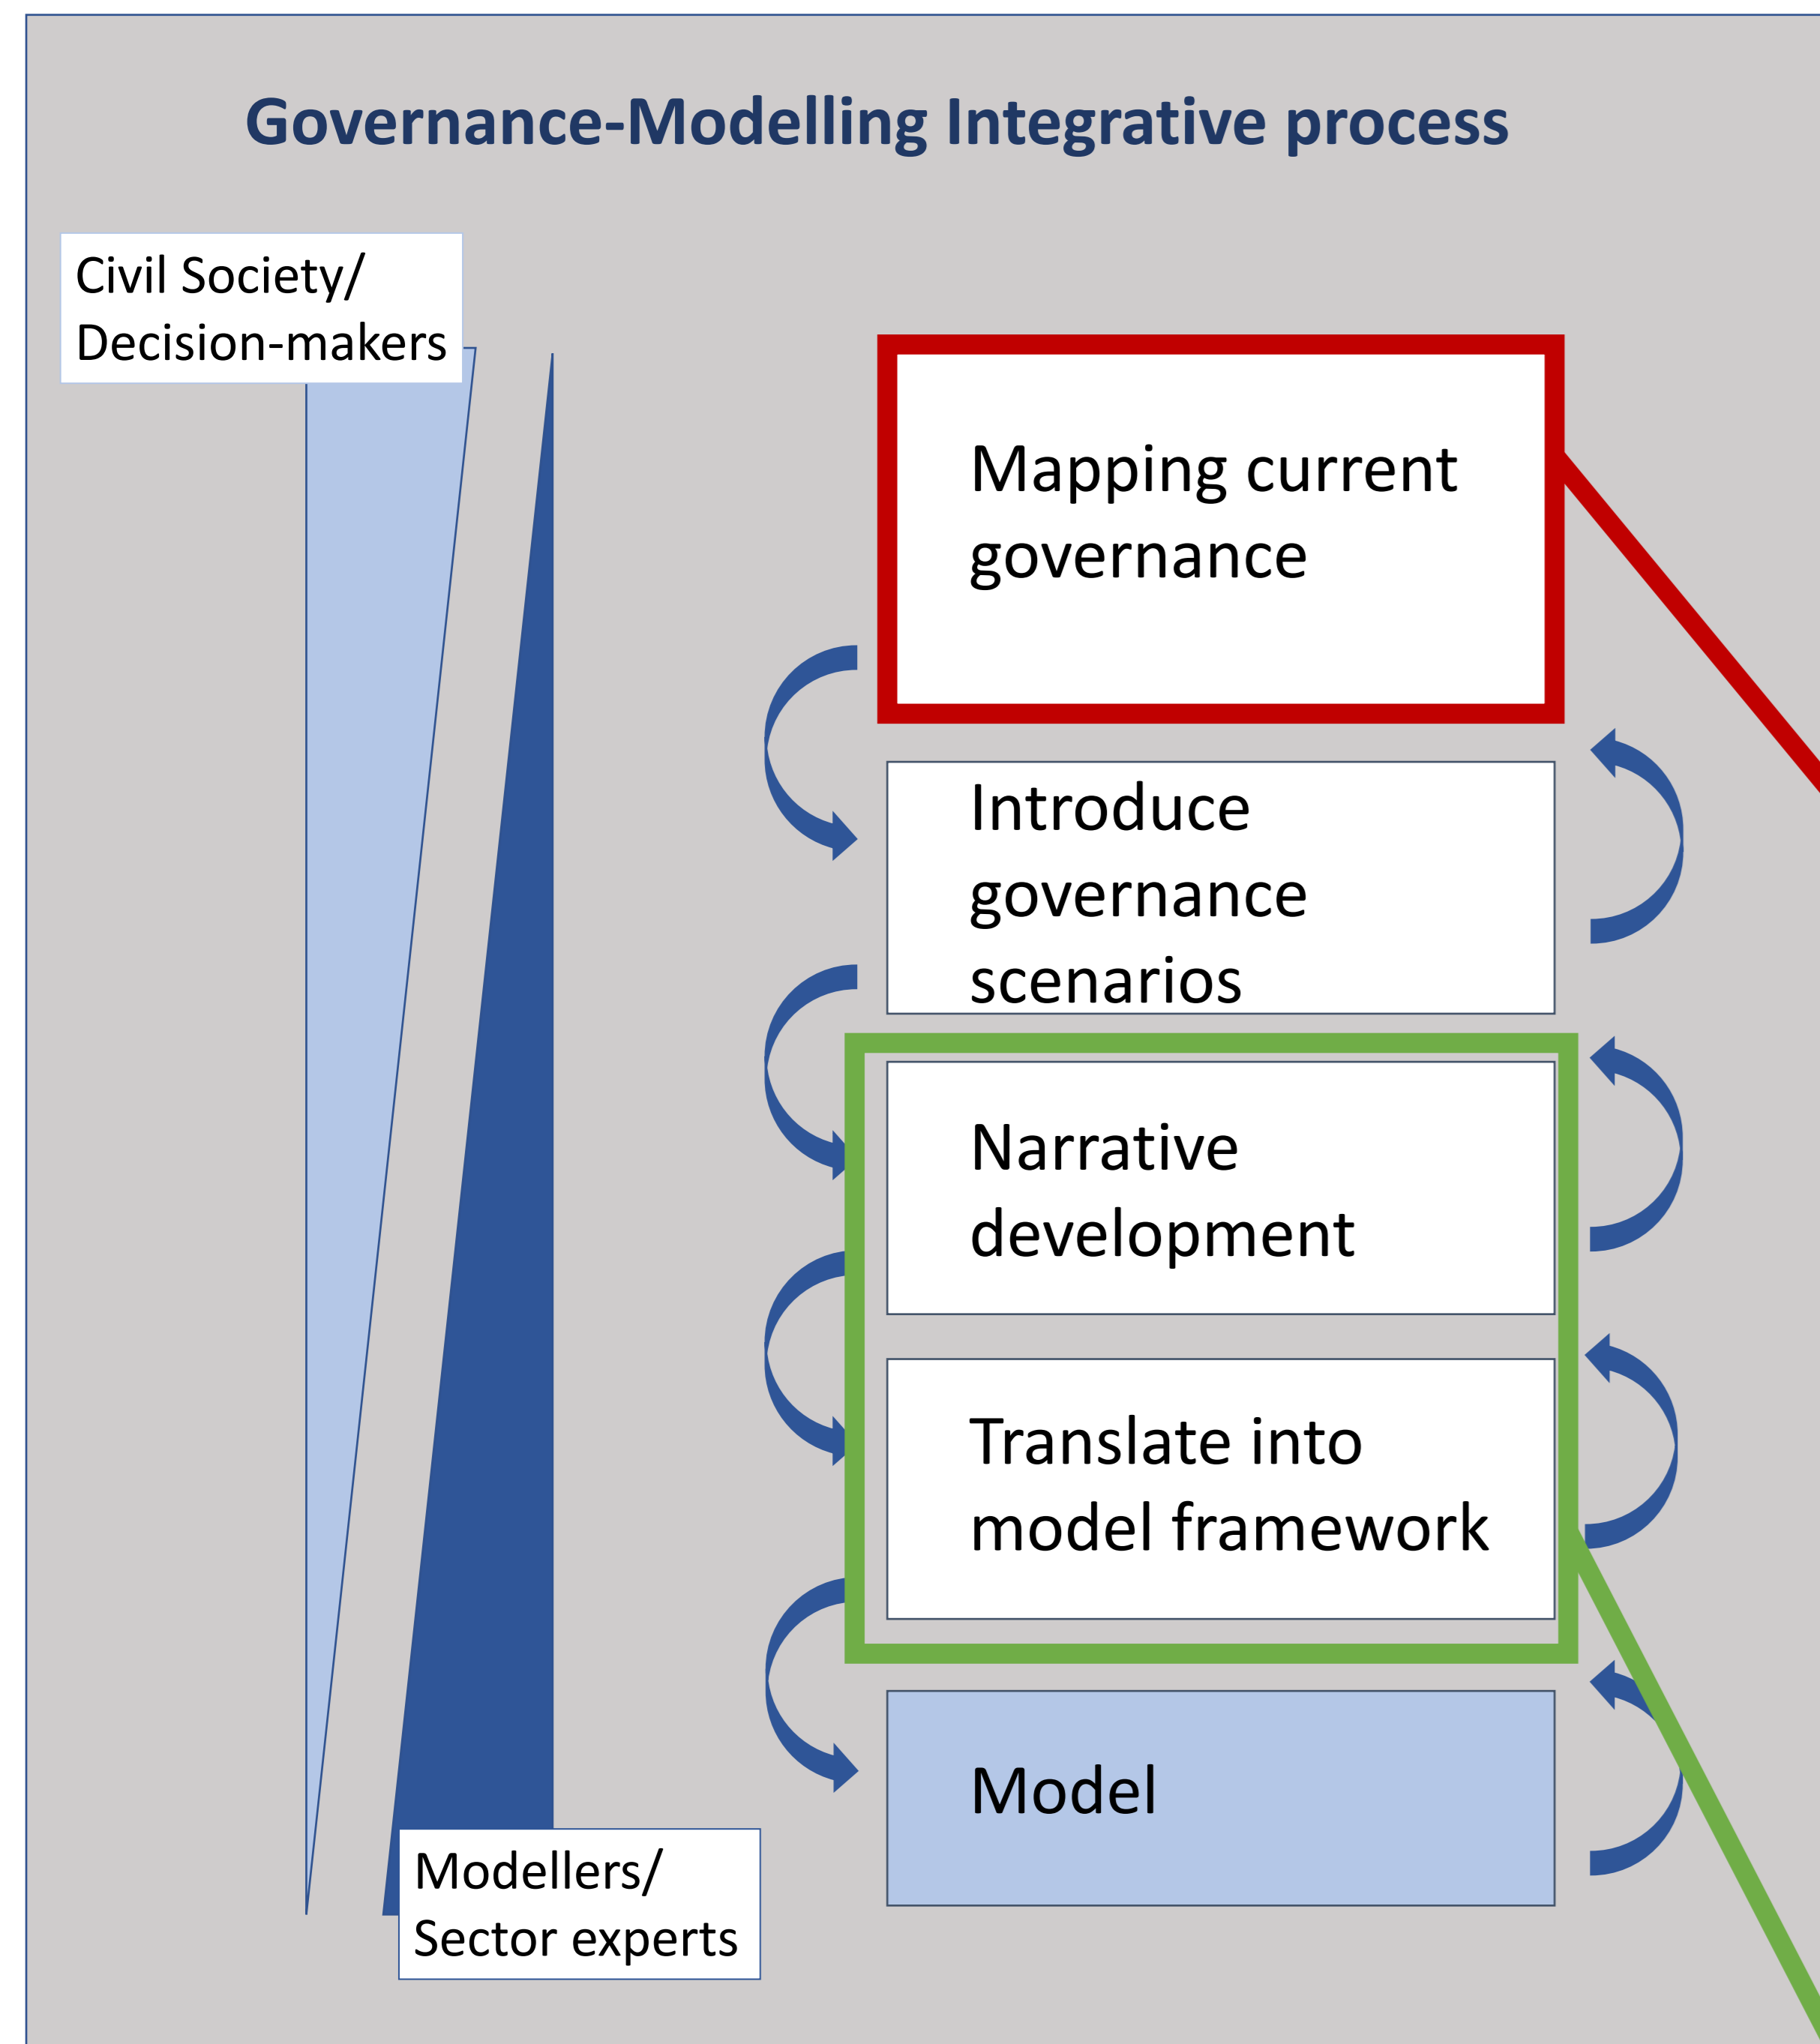 Governance-Modelling Integrative process
Civil Society/
Decision-makers
Mapping current
governance
Introduce
governance
scenarios
Narrative
development
Translate into
model framework
Model
Modellers/
Sector experts